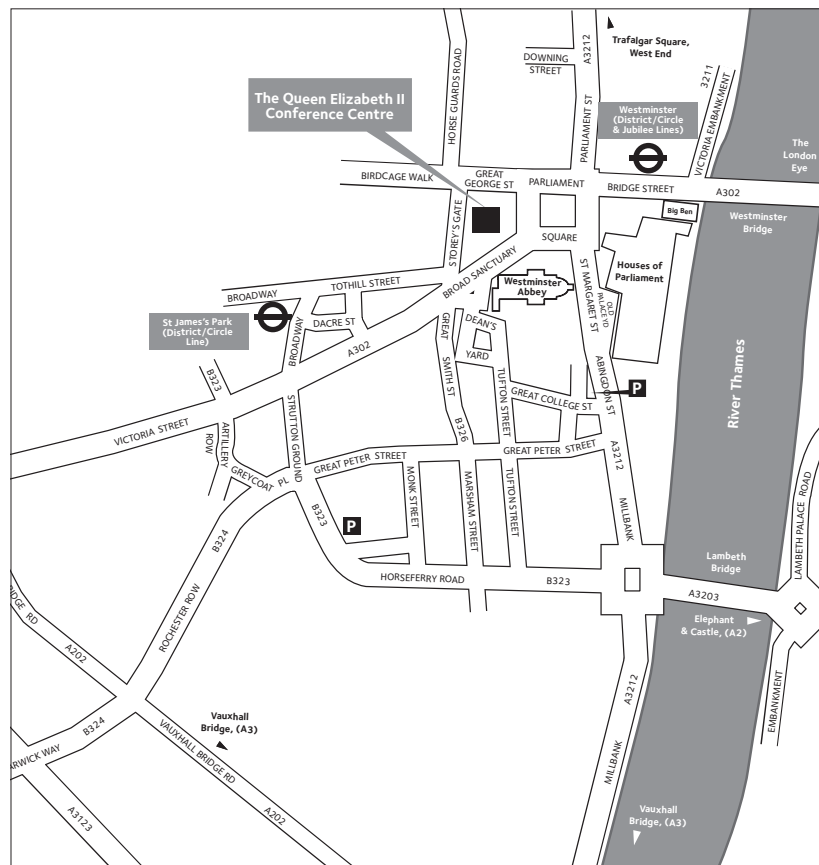 A3212
Trafalgar Square,
West End
DOWNING
STREET
HORSE GUARDS ROAD
PARLIAMENT ST
3211
VICTORIA EMBANKMENT
The Queen Elizabeth II
Conference Centre
Westminster
(District/Circle
& Jubilee Lines)
The
London
Eye
BIRDCAGE WALK
GREAT
GEORGE ST
PARLIAMENT
BRIDGE STREET
A302
STOREY'S GATE
Big Ben
Westminster
Bridge
SQUARE
BROAD SANCTUARY
Houses of
Parliament
ST MARGARET ST
OLD
PALACE YD
Westminster
Abbey
TOTHILL STREET
BROADWAY
St James's Park
(District/Circle
Line)
BROADWAY
DACRE ST
A302
GREAT
SMITH ST
DEAN'S
YARD
B323
TUFTON STREET
GREAT COLLEGE ST
ABINGDON ST
P
River Thames
VICTORIA STREET
ARTILLERY
ROW
STRUTTON GROUND
B326
A3212
GREAT PETER STREET
GREAT PETER STREET
GREYCOAT PL
MONK STREET
MARSHAM STREET
TUFTON STREET
LAMBETH PALACE ROAD
B323
P
MILLBANK
B324
Lambeth
Bridge
HORSEFERRY ROAD
B323
A3203
ROCHESTER ROW
Elephant
& Castle, (A2)
IDGE RD
A202
A3212
EMBANKMENT
Vauxhall
Bridge, (A3)
B324
VAUXHALL BRIDGE RD
ARWICK WAY
MILLBANK
A202
A3123
Vauxhall
Bridge, (A3)